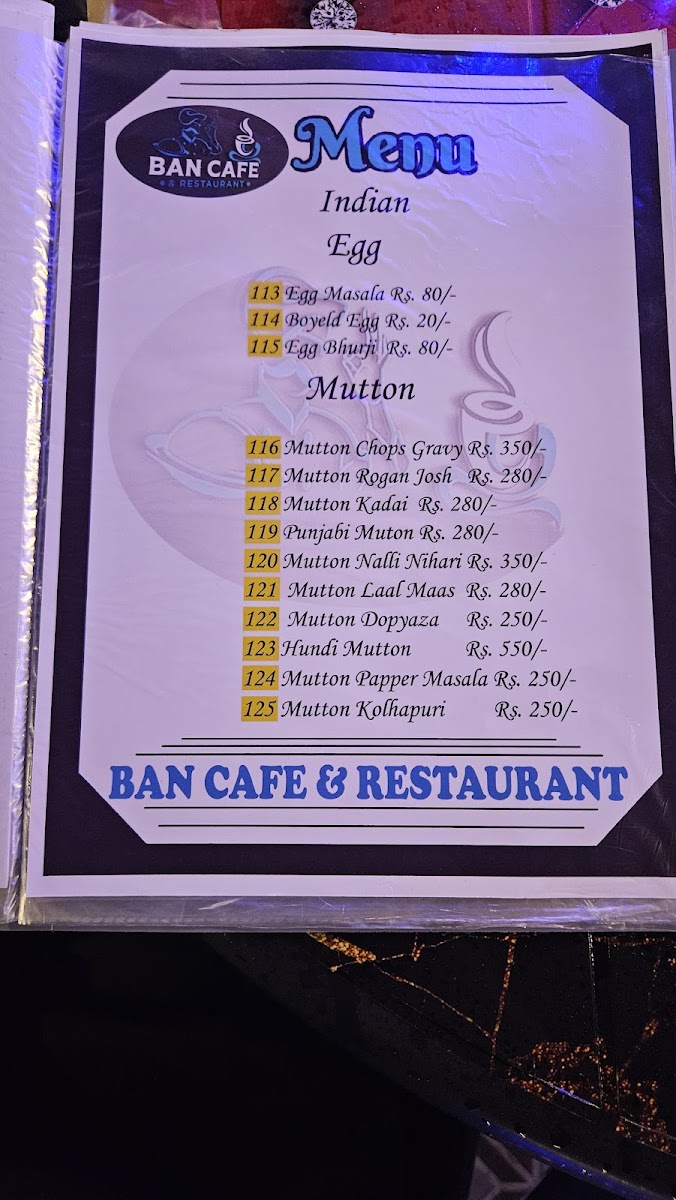 BAN CAFE
& RESTAURANT
Menu
Indian
Egg
113 Egg Masala Rs. 80/-
114 Boyeld Egg Rs. 20/-
115 Egg Bhurji Rs. 80/-
Mutton
116 Mutton Chops Gravy Rs. 350/-
117 Mutton Rogan Josh Rs. 280/-
118 Mutton Kadai Rs. 280/-
119 Punjabi Muton Rs. 280/-
120 Mutton Nalli Nihari Rs. 350/-
121 Mutton Laal Maas Rs. 280/-
122 Mutton Dopyaza Rs. 250/-
123 Hundi Mutton Rs. 550/-
124 Mutton Papper Masala Rs. 250/-
125 Mutton Kolhapuri Rs. 250/-
BAN CAFE & RESTAURANT